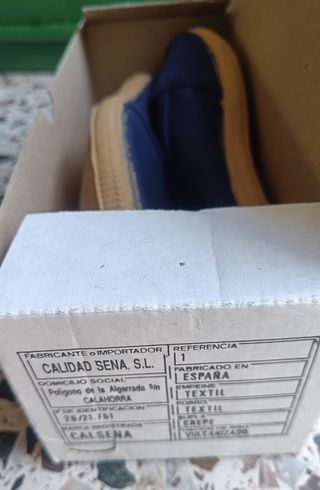 FABRICANTE o IMPORTADOR
CALIDAD SENA, S.L.
DOMICILIO SOCIAL
Polígono de la Algarrada s/n
CALAHORRA
Nº DE IDENTIFICACION
26/21.761
MARCA REGISTRADA
CALSENA
REFERENCIA
1
FABRICADO EN
ESPAÑA
EMPEINE
TEXTIL
FORRO
TEXTIL
SUELA
CREPE
VULCANIZADO